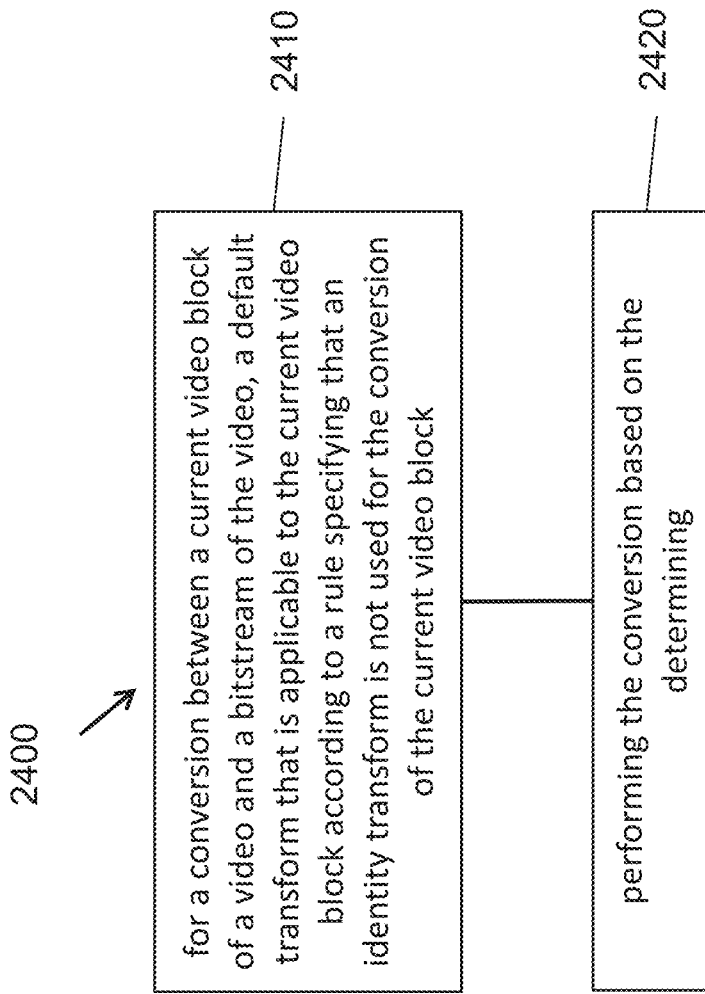 2400
for a conversion between a current video block
of a video and a bitstream of the video, a default
transform that is applicable to the current video
block according to a rule specifying that an
identity transform is not used for the conversion
of the current video block
2410
performing the conversion based on the
determining
2420